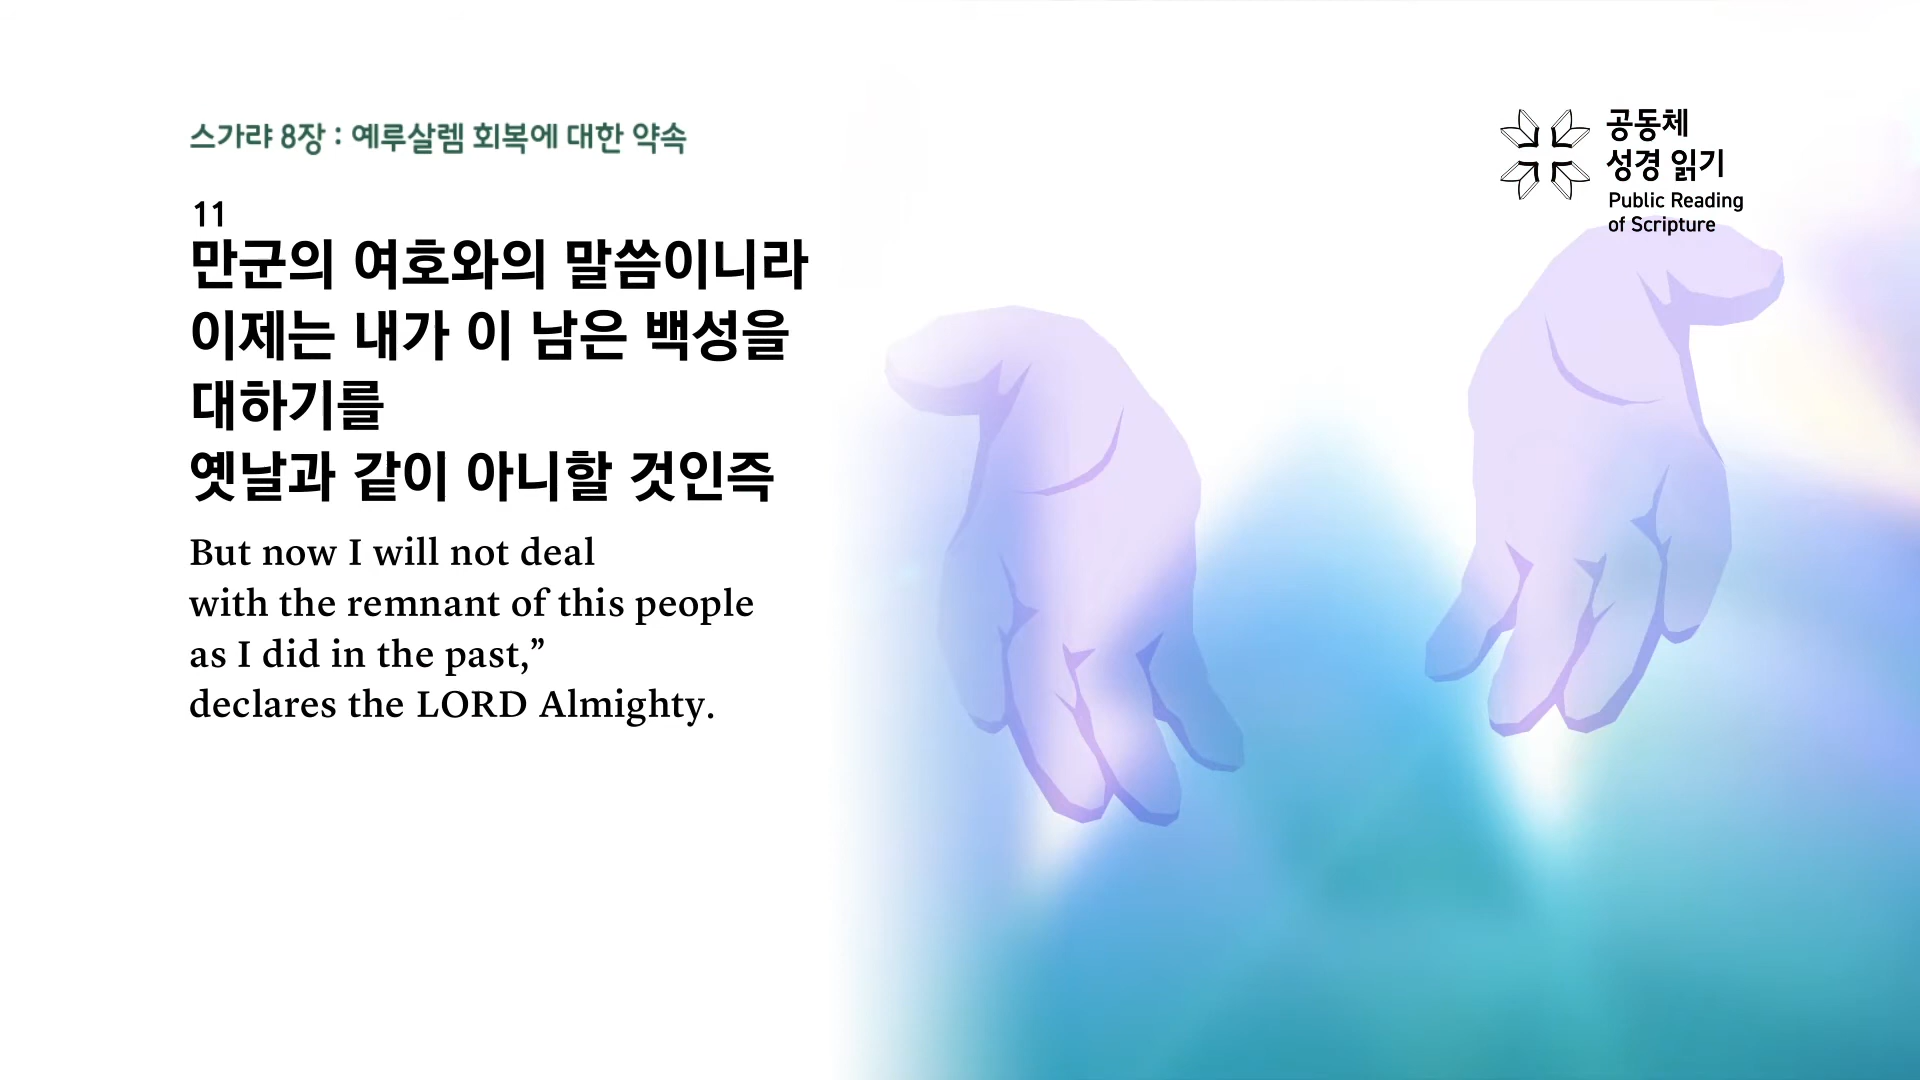 스가랴 8장 : 예루살렘 회복에 대한 약속
11
만군의 여호와의 말씀이니라
이제는 내가 이 남은 백성을
대하기를
옛날과 같이 아니할 것인즉
But now I will not deal
with the remnant of this people
as I did in the past,”
declares the LORD Almighty.
공동체
성경 읽기
Public Reading
of Scripture